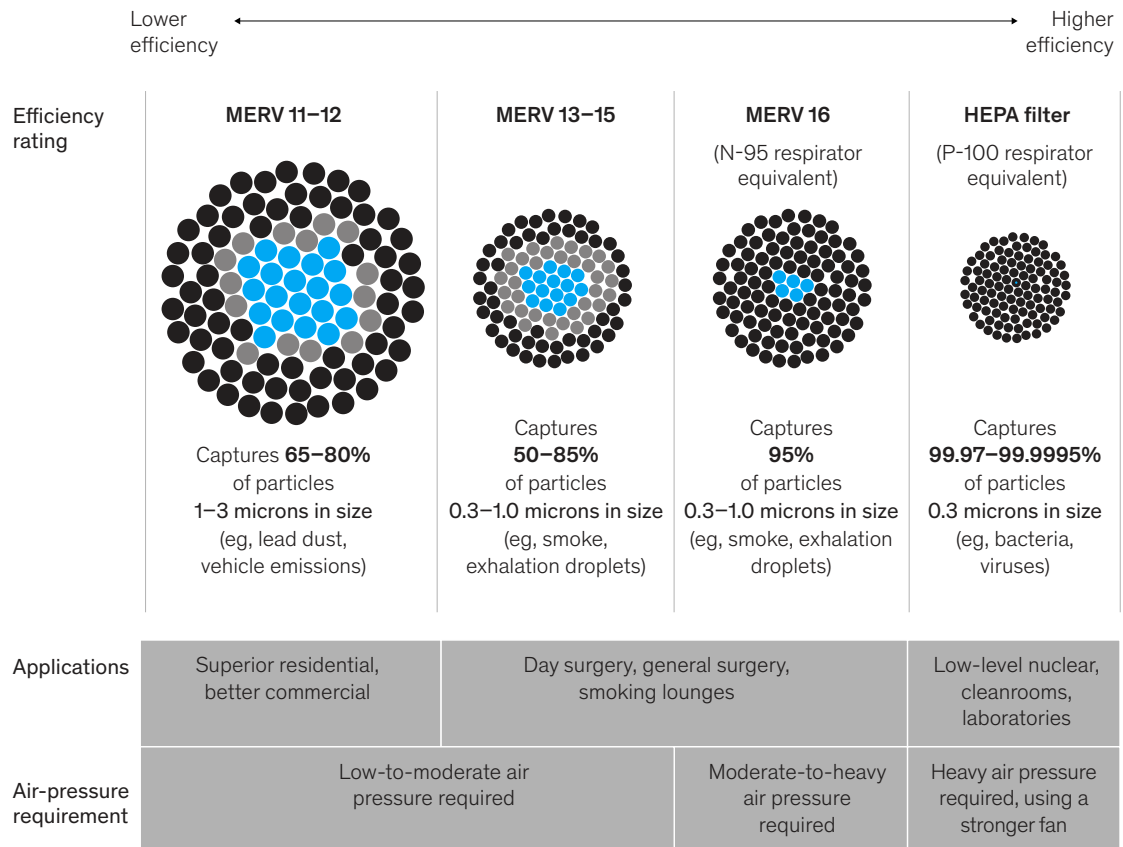 Lower
efficiency
Higher
efficiency
Efficiency
rating
MERV 11–12
MERV 13–15
MERV 16
(N-95 respirator
equivalent)
HEPA filter
(P-100 respirator
equivalent)
Captures 65–80%
of particles
1–3 microns in size
(eg, lead dust,
vehicle emissions)
Captures
50–85%
of particles
0.3–1.0 microns in size
(eg, smoke,
exhalation droplets)
Captures
95%
of particles
0.3–1.0 microns in size
(eg, smoke, exhalation
droplets)
Captures
99.97–99.9995%
of particles
0.3 microns in size
(eg, bacteria,
viruses)
Applications
Superior residential,
better commercial
Day surgery, general surgery,
smoking lounges
Low-level nuclear,
cleanrooms,
laboratories
Air-pressure
requirement
Low-to-moderate air
pressure required
Moderate-to-heavy
air pressure
required
Heavy air pressure
required, using a
stronger fan